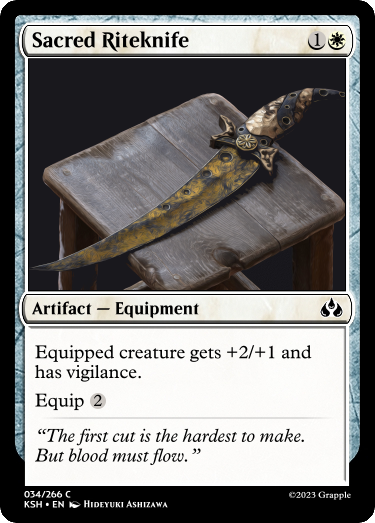 Sacred Riteknife 1
Artifact — Equipment
Equipped creature gets +2/+1 and
has vigilance.
Equip 2
“The first cut is the hardest to make.
But blood must flow.”
034/266 C
KSH • EN Hideyuki Ashizawa
©2023 Grapple